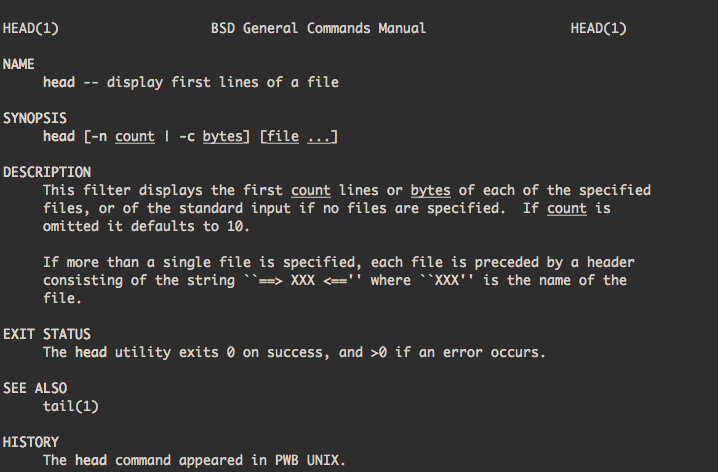 HEAD(1)                   BSD General Commands Manual                  HEAD(1)
NAME
     head -- display first lines of a file
SYNOPSIS
     head [-n count | -c bytes] [file ...]
DESCRIPTION
     This filter displays the first count lines or bytes of each of the specified
     files, or of the standard input if no files are specified.  If count is
     omitted it defaults to 10.
     If more than a single file is specified, each file is preceded by a header
     consisting of the string ``==> XXX <=='' where ``XXX'' is the name of the
     file.
EXIT STATUS
     The head utility exits 0 on success, and >0 if an error occurs.
SEE ALSO
     tail(1)
HISTORY
     The head command appeared in PWB UNIX.